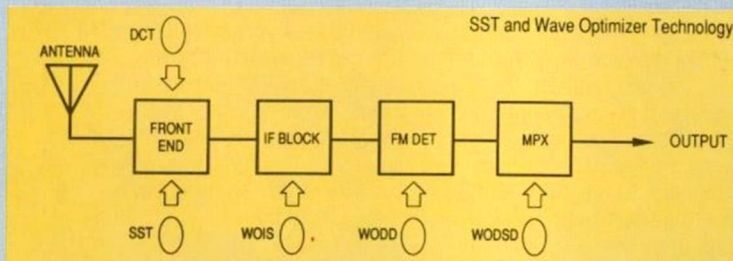 SST and Wave Optimizer Technology
DCT
ANTENNA
FRONT
END
IF BLOCK
FM DET
MPX
OUTPUT
SST
WOIS
WODD
WODSD